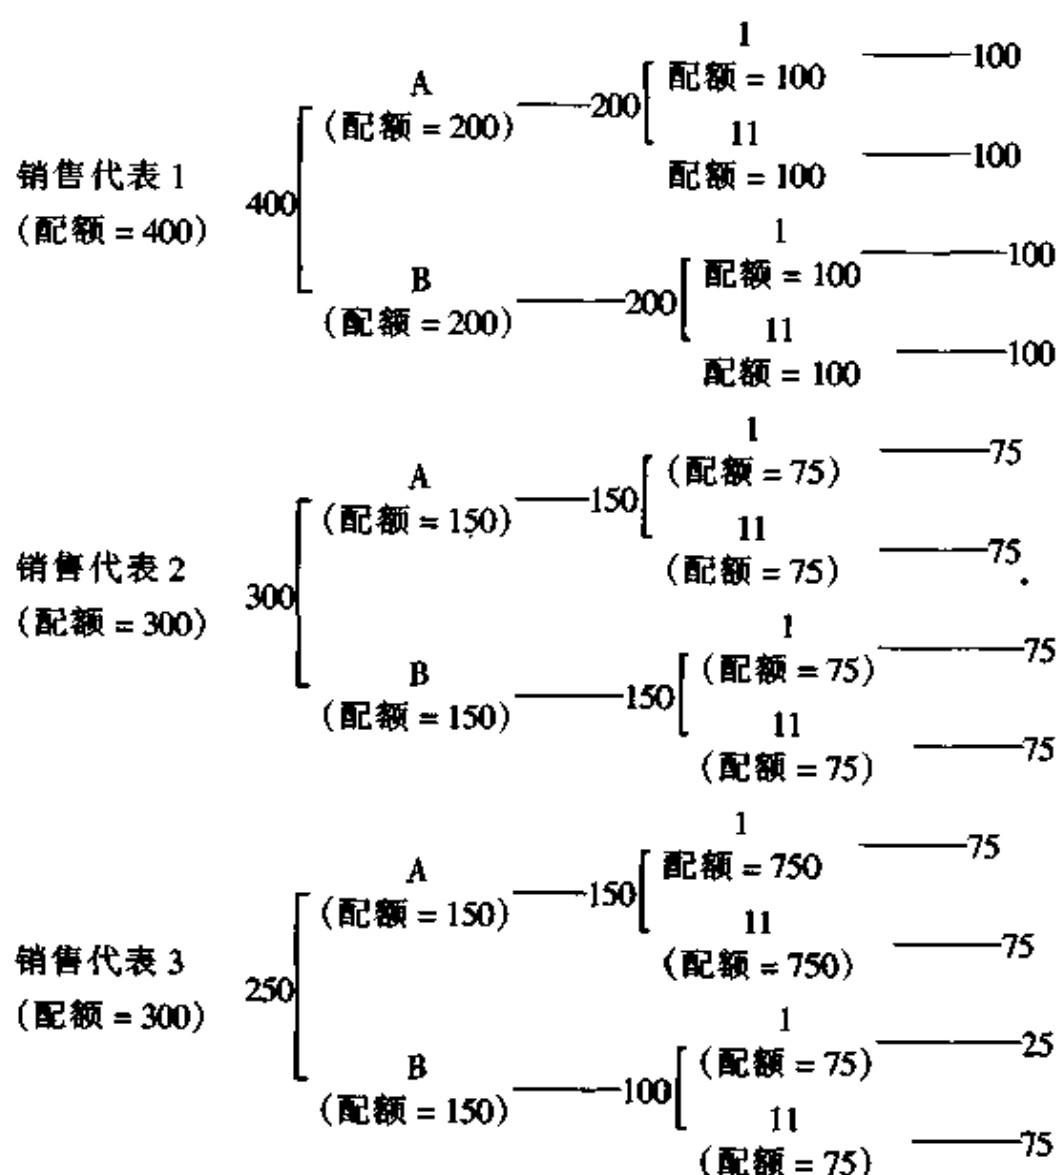 1
配额 = 100 100
A
(配额 = 200) 200
11
配额 = 100 100
销售代表 1
(配额 = 400) 400
1
配额 = 100 100
B
(配额 = 200) 200
11
配额 = 100 100
1
(配额 = 75) 75
A
(配额 = 150) 150
11
(配额 = 75) 75
销售代表 2
(配额 = 300) 300
1
(配额 = 75) 75
B
(配额 = 150) 150
11
(配额 = 75) 75
1
配额 = 750 75
A
(配额 = 150) 150
11
(配额 = 750) 75
销售代表 3
(配额 = 300) 250
1
(配额 = 75) 25
B
(配额 = 150) 100
11
(配额 = 75) 75